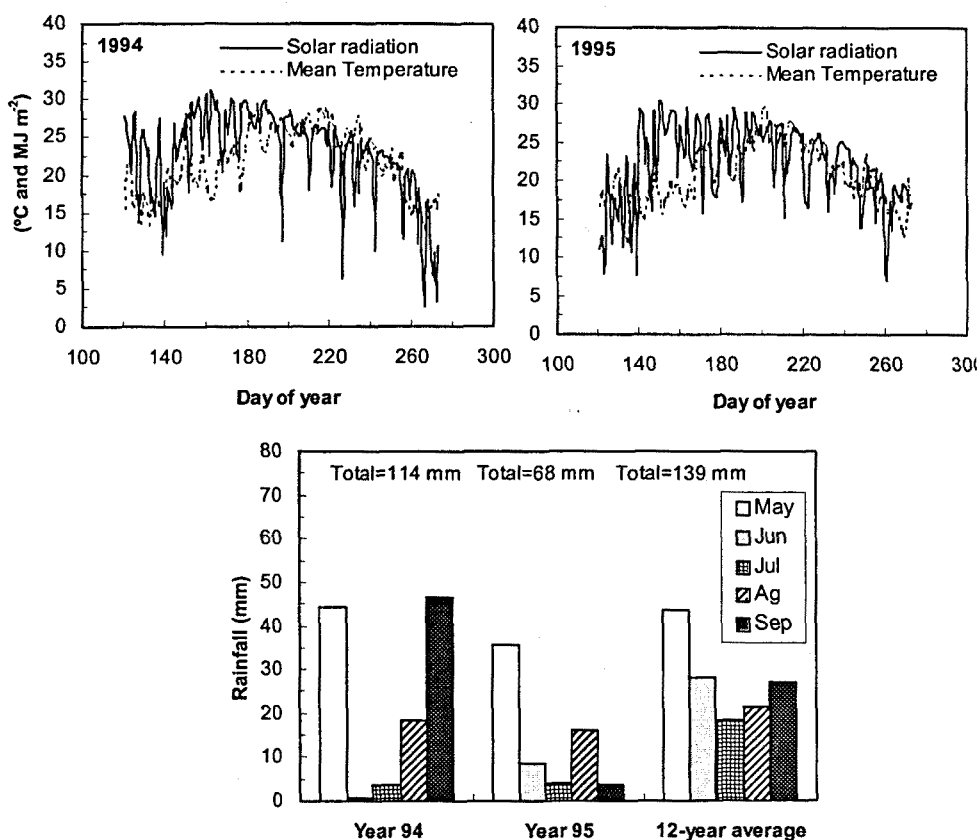 1994
Solar radiation
Mean Temperature
(ºC and MJ m⁻²)
40
35
30
25
20
15
10
5
0
100 140 180 220 260 300
Day of year
1995
Solar radiation
Mean Temperature
40
35
30
25
20
15
10
5
0
100 140 180 220 260 300
Day of year
Total=114 mm Total=68 mm Total=139 mm
Rainfall (mm)
80
70
60
50
40
30
20
10
0
May
Jun
Jul
Ag
Sep
Year 94 Year 95 12-year average